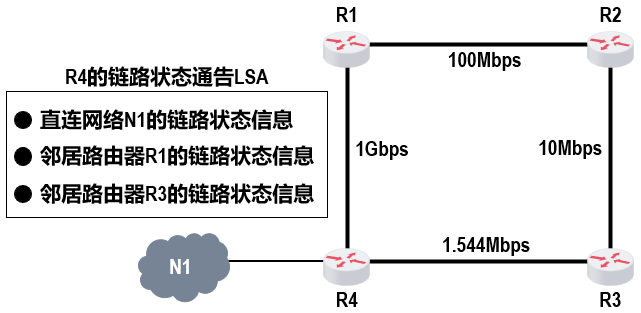 R1
R2
100Mbps
R4的链路状态通告LSA
直连网络N1的链路状态信息
邻居路由器R1的链路状态信息
邻居路由器R3的链路状态信息
1Gbps
10Mbps
1.544Mbps
N1
R4
R3